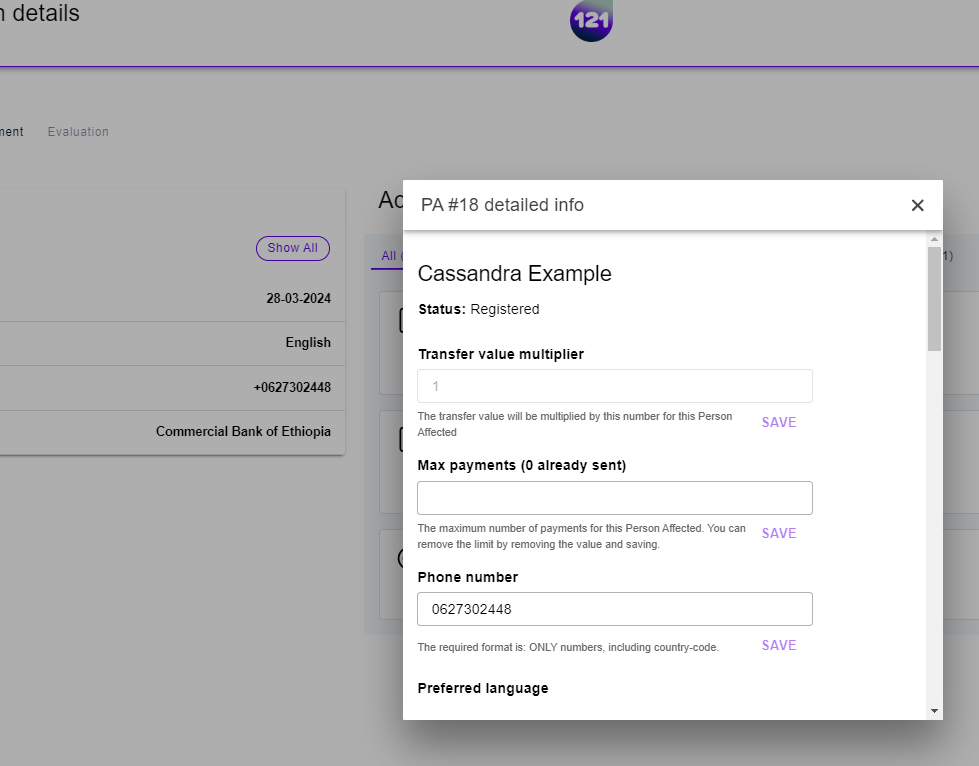 details
121
Evaluation
Show All
28-03-2024
English
+0627302448
Commercial Bank of Ethiopia
All
1)
PA #18 detailed info
Cassandra Example
Status: Registered
Transfer value multiplier
1
The transfer value will be multiplied by this number for this Person
Affected
SAVE
Max payments (0 already sent)
The maximum number of payments for this Person Affected. You can
remove the limit by removing the value and saving.
SAVE
Phone number
0627302448
The required format is: ONLY numbers, including country-code.
SAVE
Preferred language